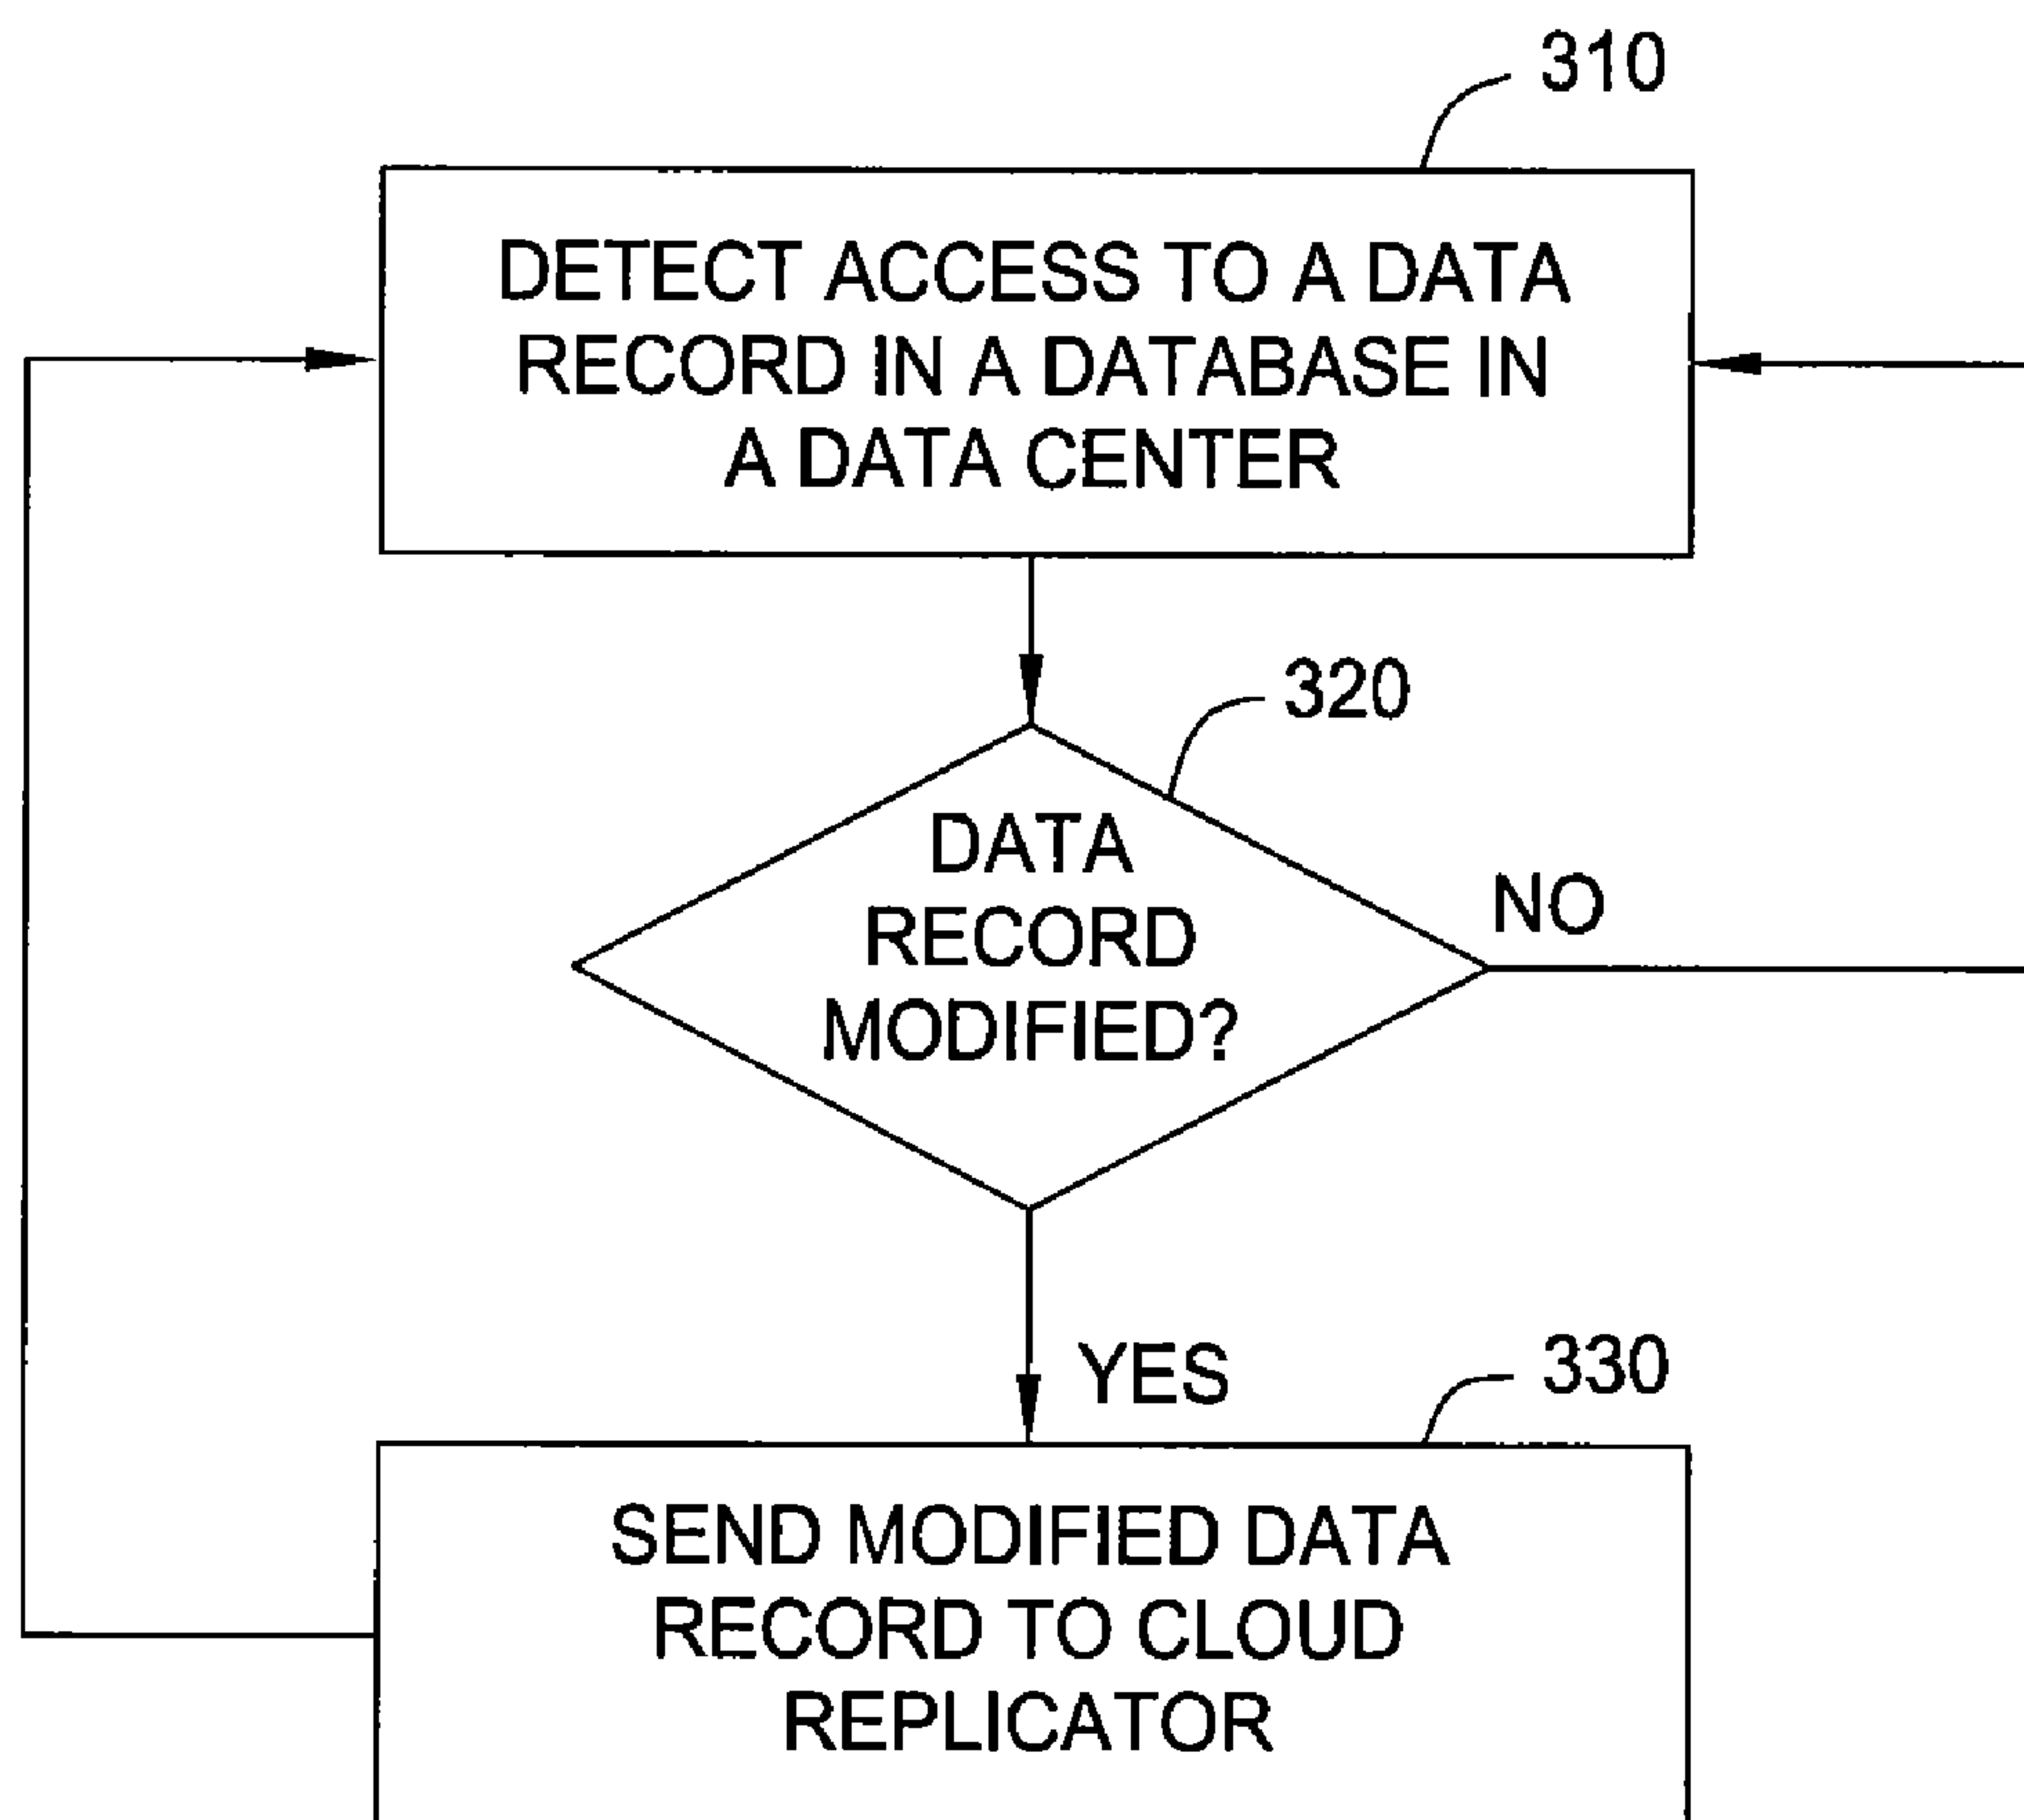 310
DETECT ACCESS TO A DATA
RECORD IN A DATABASE IN
A DATA CENTER
320
DATA
RECORD
MODIFIED?
NO
YES
330
SEND MODIFIED DATA
RECORD TO CLOUD
REPLICATOR